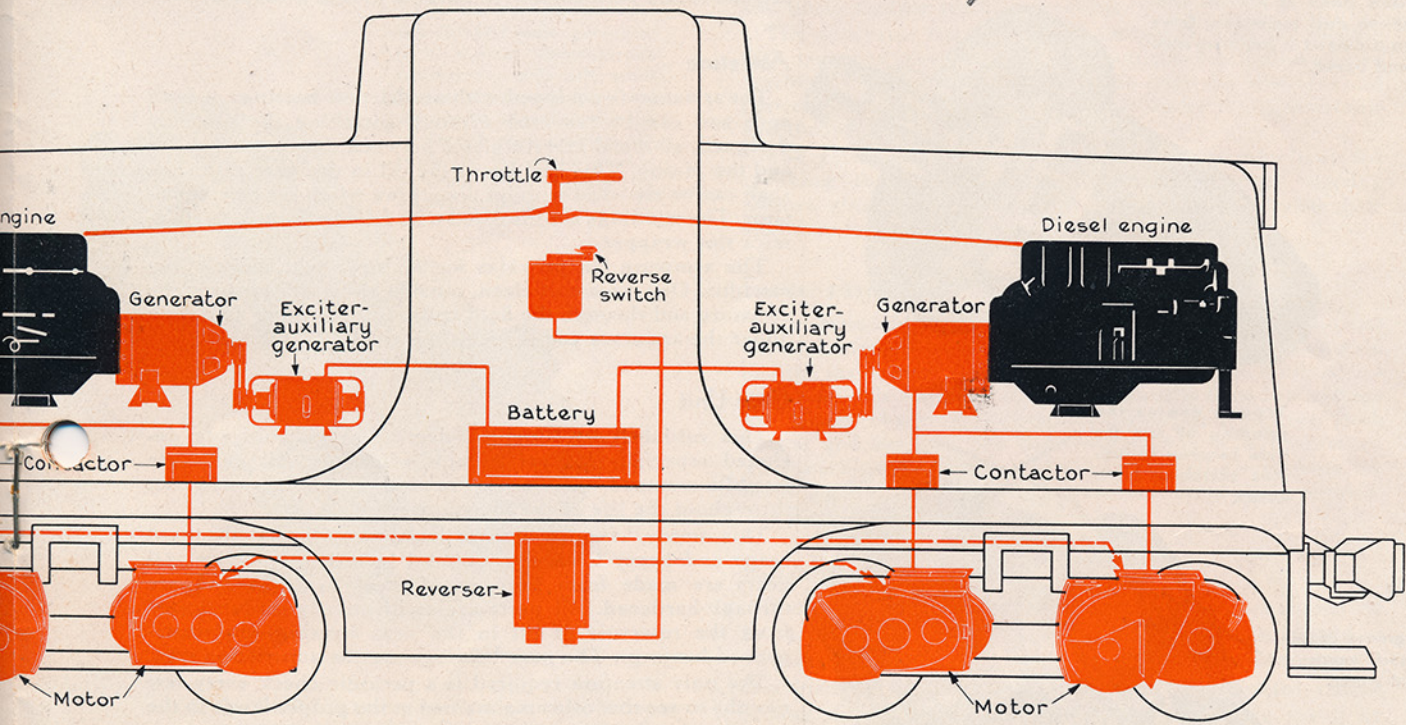 Throttle
ngine
Diesel engine
Reverse
switch
Generator
Exciter-
auxiliary
generator
Exciter-
auxiliary
generator
Generator
Battery
Contactor
Contactor
Reverser
Motor
Motor